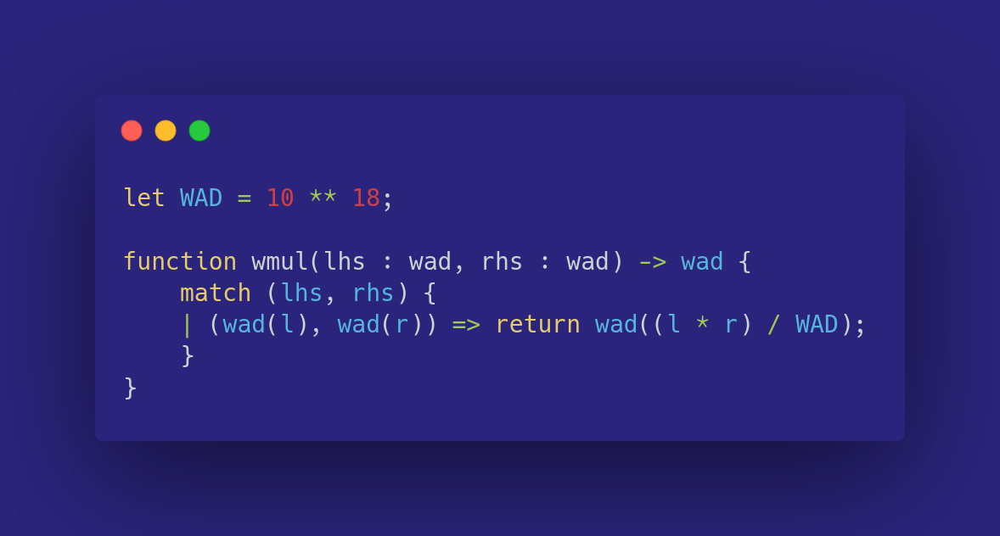 let WAD = 10 ** 18;

function wmul(lhs : wad, rhs : wad) -> wad {
    match (lhs, rhs) {
    | (wad(l), wad(r)) => return wad((l * r) / WAD);
    }
}